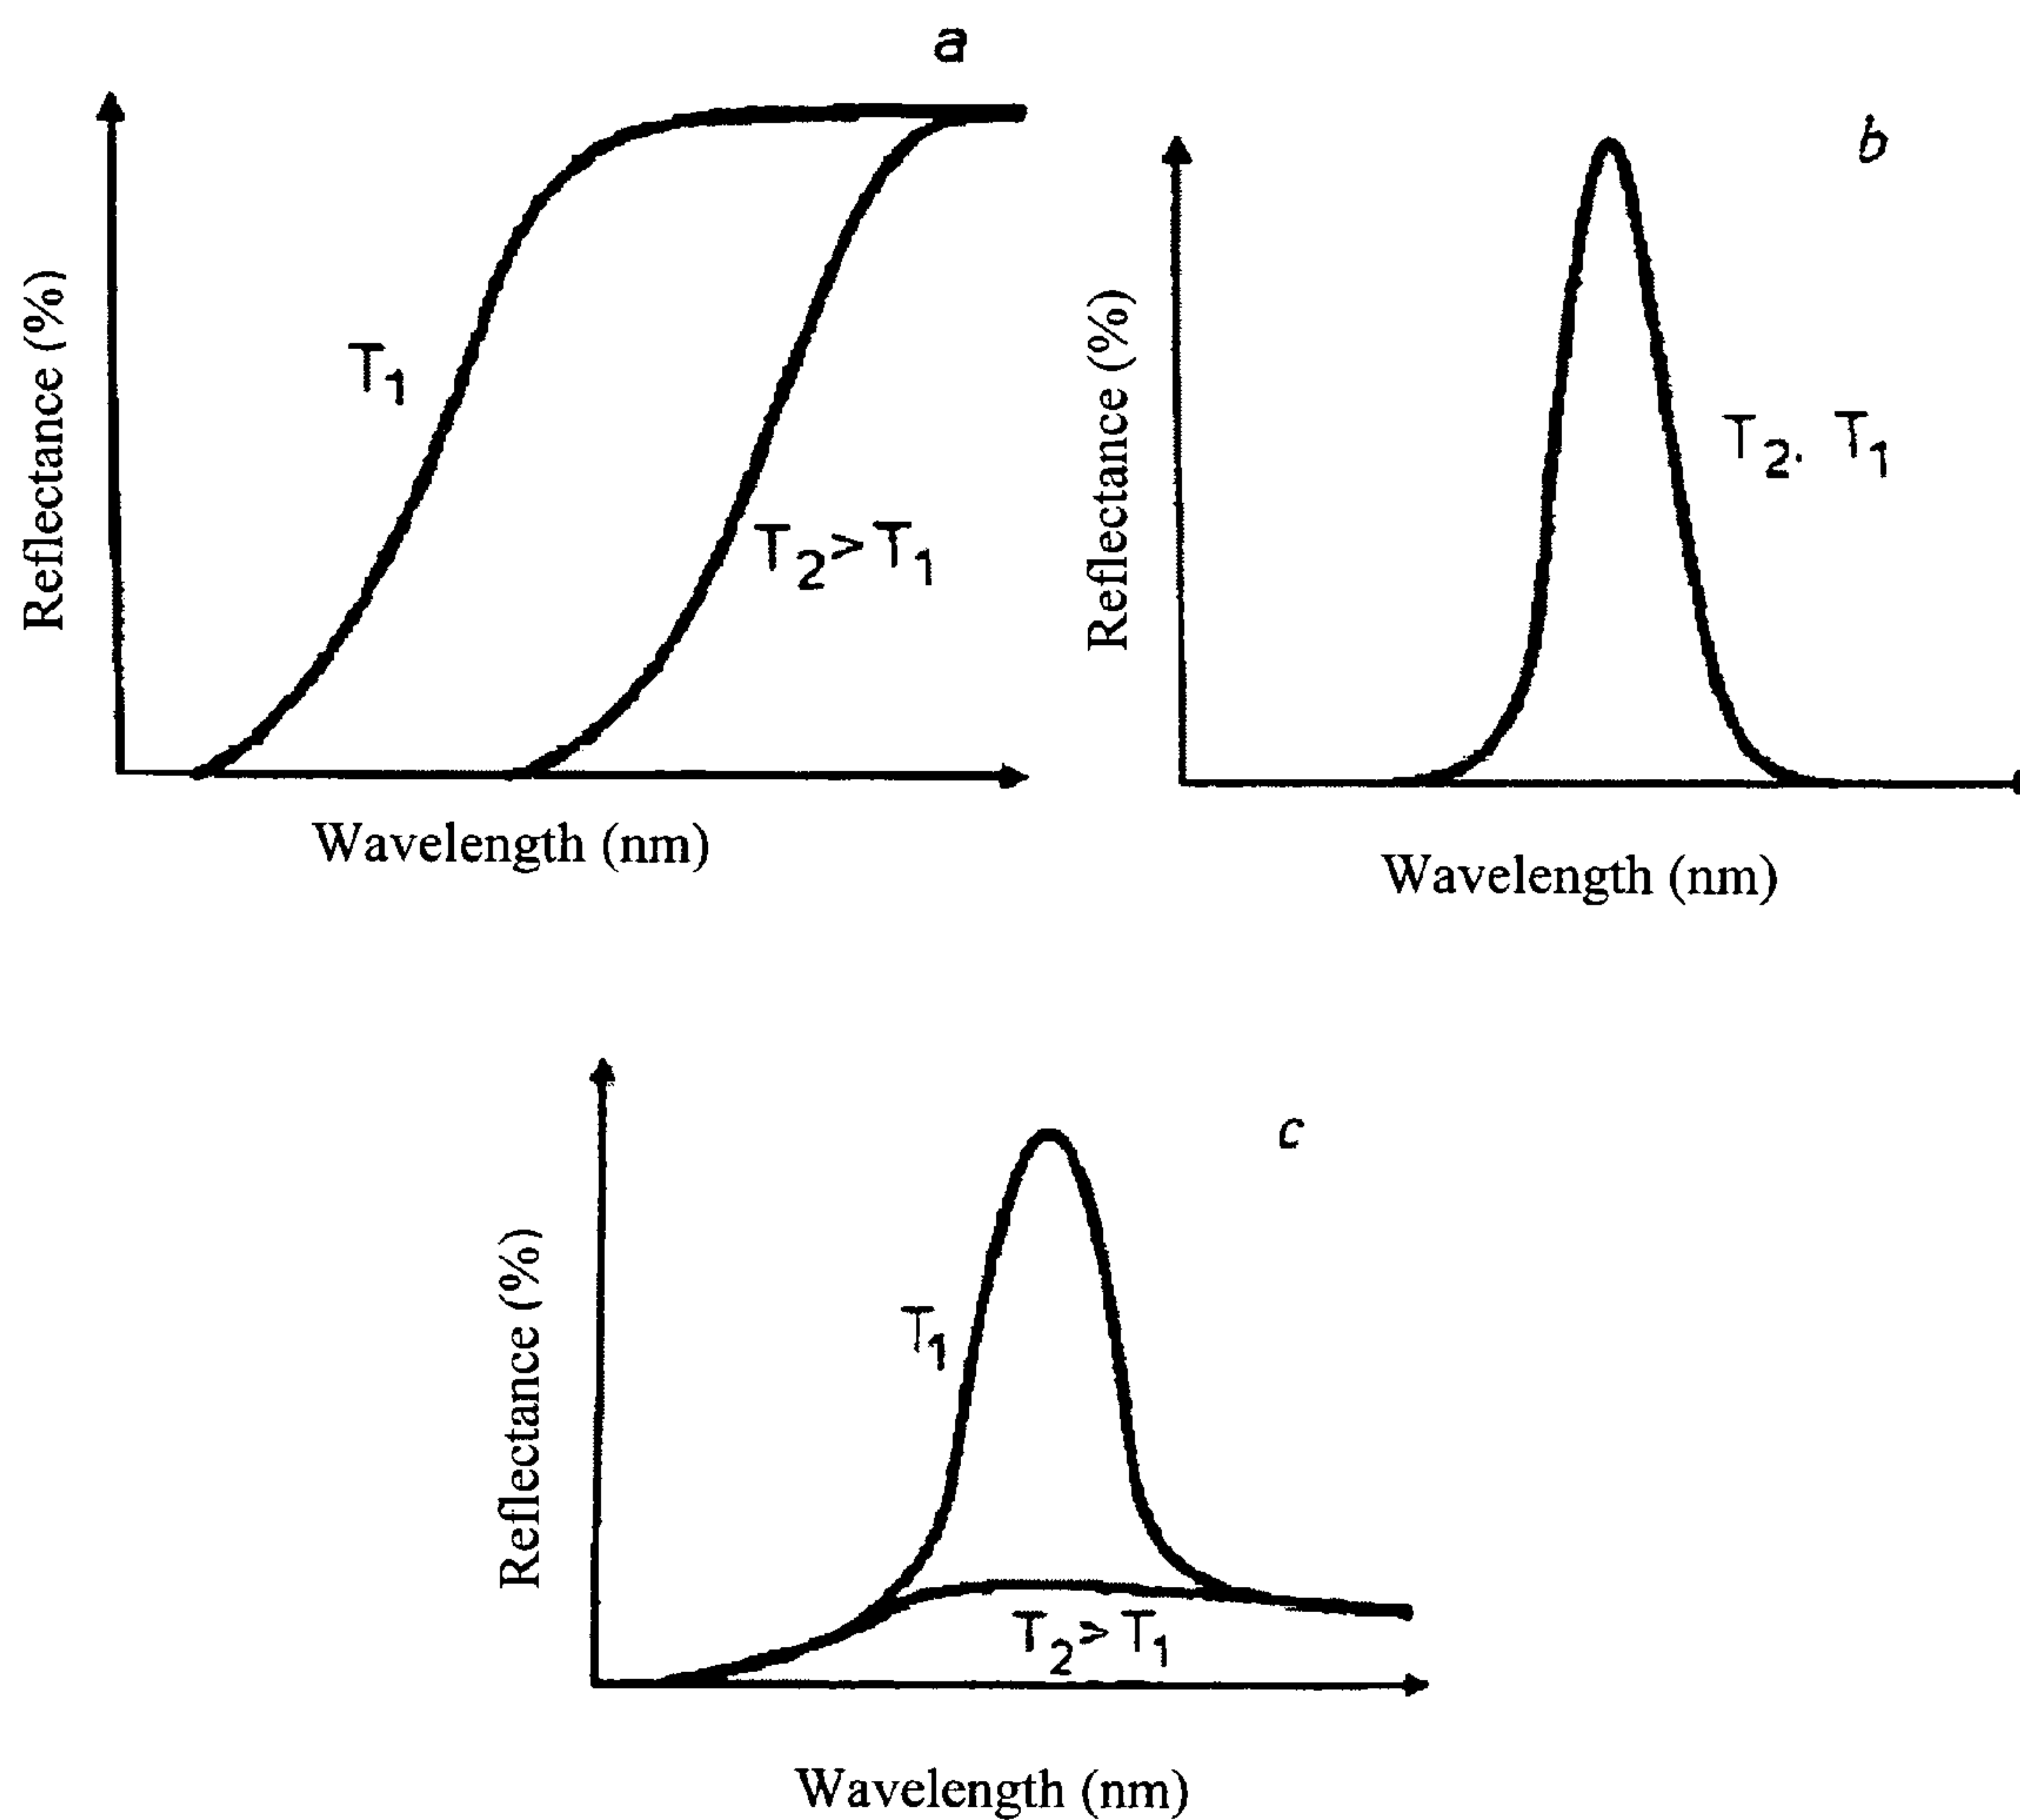 a
Reflectance (%)
T1
T2>T1
Wavelength (nm)
b
Reflectance (%)
T2. T1
Wavelength (nm)
c
Reflectance (%)
T1
T2>T1
Wavelength (nm)